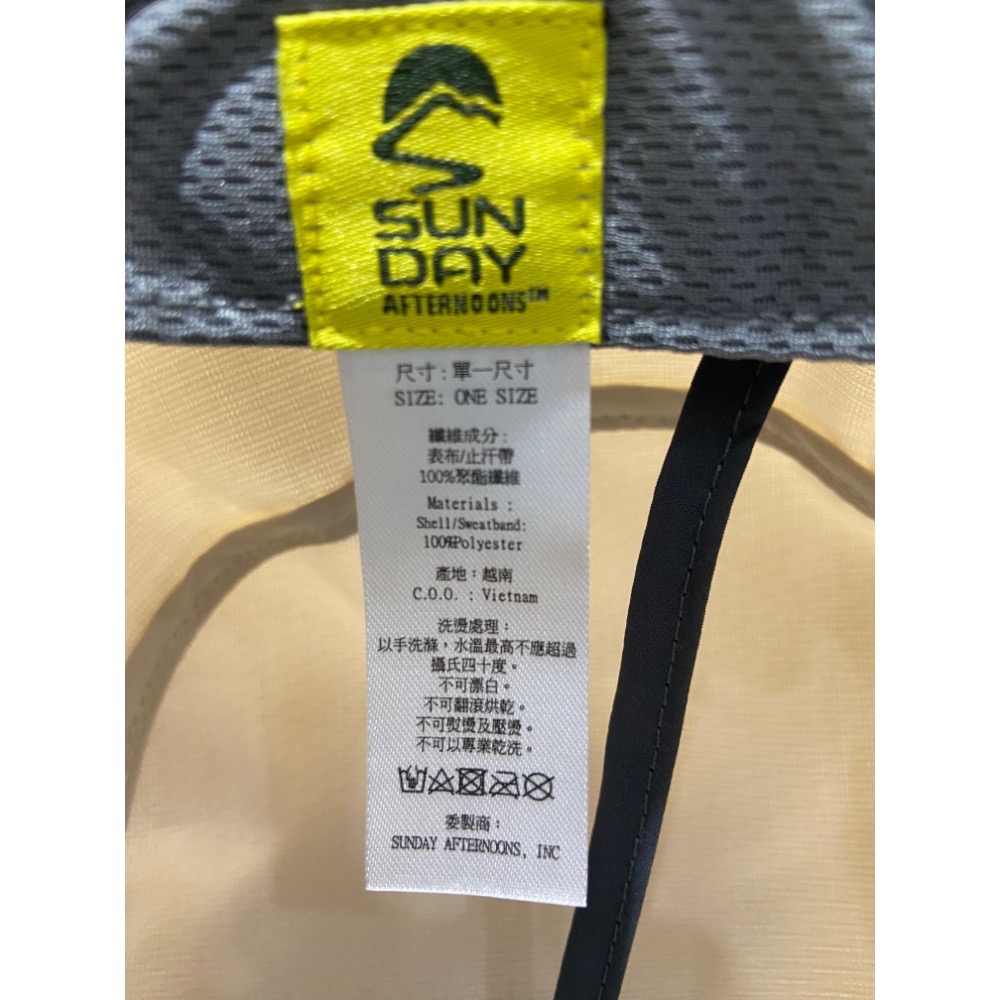 SUN
DAY
AFTERNOONS™
尺寸：單一尺寸
SIZE: ONE SIZE
纖維成分：
表布/止汗帶
100%聚酯纖維
Materials :
Shell/Sweatband:
100%Polyester
產地：越南
C.O.O. : Vietnam
洗燙處理：
以手洗滌，水溫最高不應超過
攝氏四十度。
不可漂白。
不可翻滾烘乾。
不可熨燙及壓燙。
不可以專業乾洗。
委製商：
SUNDAY AFTERNOONS, INC